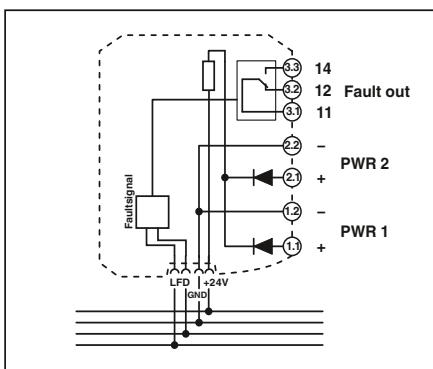 3.3 14
3.2 12 Fault out
3.1 11
2.2 –
PWR 2
2.1 +
1.2 –
PWR 1
1.1 +
Faultsignal
LFD +24V
GND